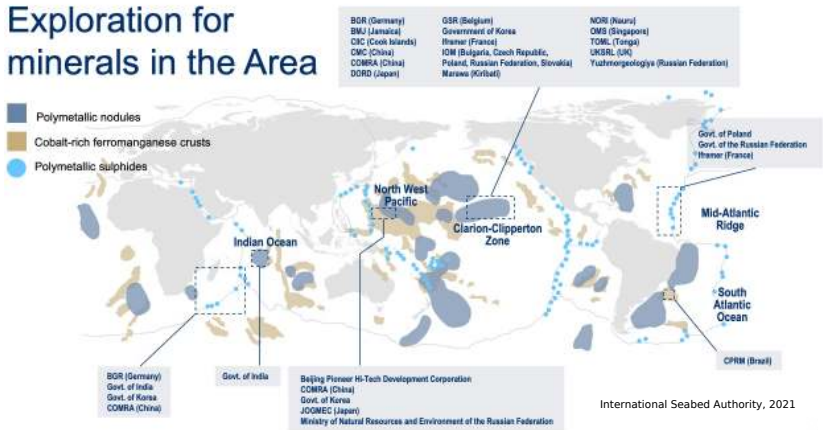 Exploration for
minerals in the Area
Polymetallic nodules
Cobalt-rich ferromanganese crusts
Polymetallic sulphides
BGR (Germany)
BMJ (Jamaica)
CIIC (Cook Islands)
CMC (China)
COMRA (China)
DORD (Japan)
GSR (Belgium)
Government of Korea
Ifremer (France)
IOM (Bulgaria, Czech Republic,
Poland, Russian Federation, Slovakia)
Marawa (Kiribati)
NORI (Nauru)
OMS (Singapore)
TOML (Tonga)
UKSRL (UK)
Yuzhmorgeologiya (Russian Federation)
Govt. of Poland
Govt. of the Russian Federation
Ifremer (France)
North West
Pacific
Clarion-Clipperton
Zone
Mid-Atlantic
Ridge
Indian Ocean
South
Atlantic
Ocean
CPRM (Brazil)
BGR (Germany)
Govt. of India
Govt. of Korea
COMRA (China)
Govt. of India
Beijing Pioneer Hi-Tech Development Corporation
COMRA (China)
Govt. of Korea
JOGMEC (Japan)
Ministry of Natural Resources and Environment of the Russian Federation
International Seabed Authority, 2021